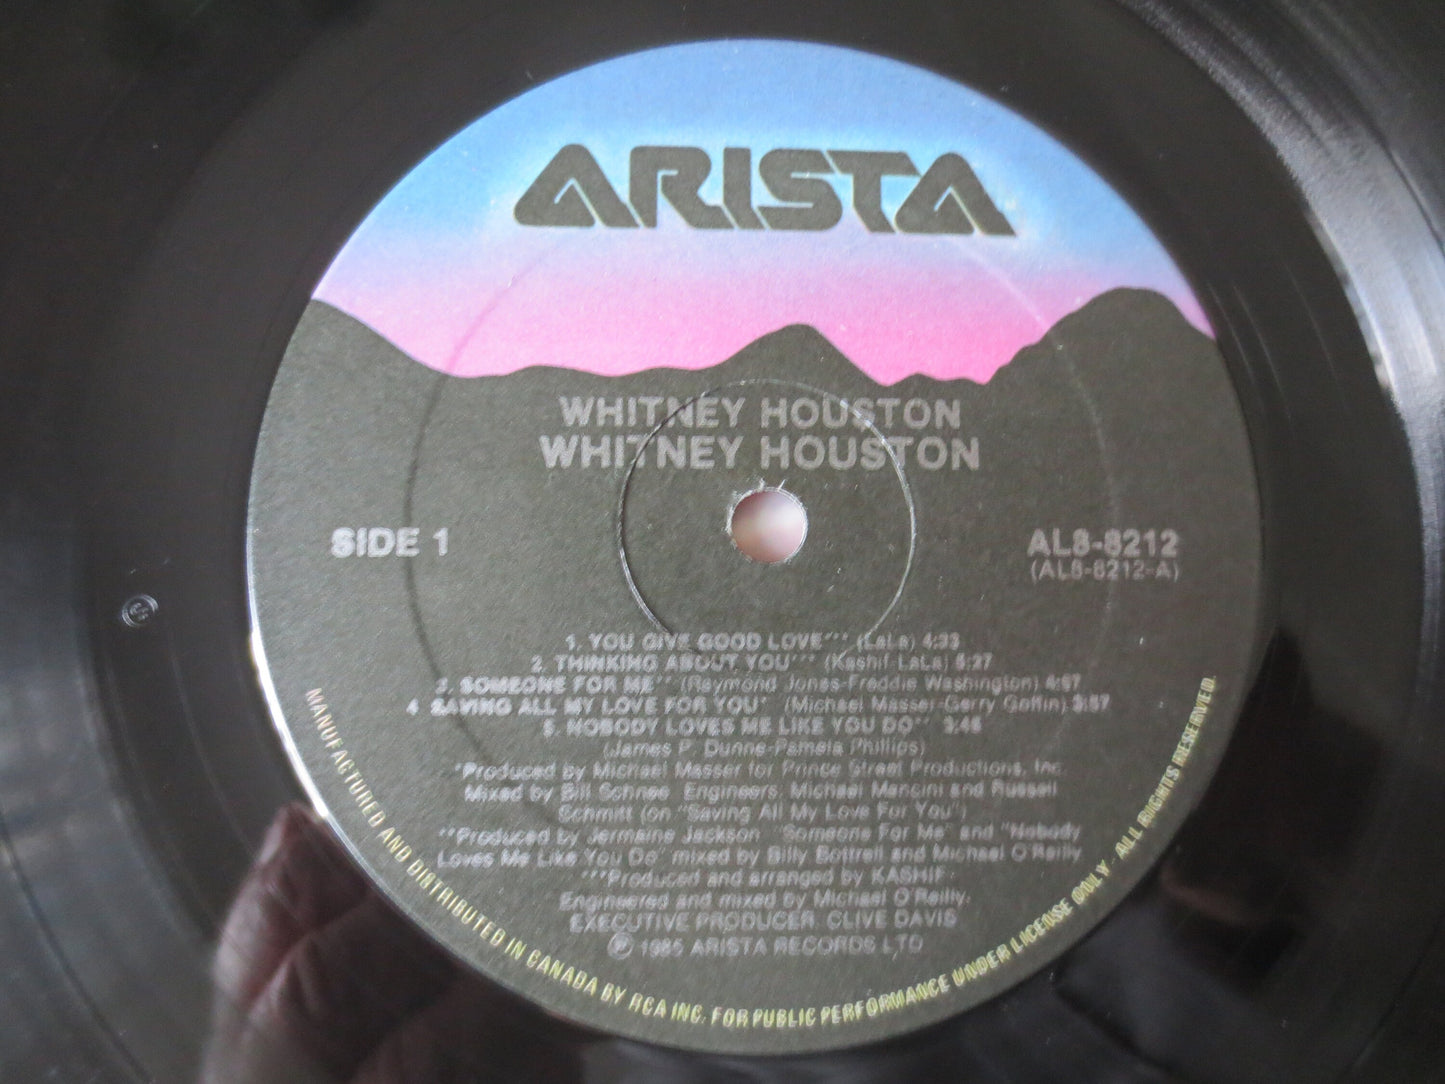 ARISTA
WHITNEY HOUSTON
WHITNEY HOUSTON
SIDE 1
AL8-8212
(AL8-8212-A)
1. YOU GIVE GOOD LOVE*** (LaLa) 4:33
2. THINKING ABOUT YOU*** (Kashif-LaLa) 5:27
3. SOMEONE FOR ME** (Raymond Jones-Freddie Washington) 4:57
4. SAVING ALL MY LOVE FOR YOU* (Michael Masser-Gerry Goffin) 3:57
5. NOBODY LOVES ME LIKE YOU DO** 3:46
(James P. Dunne-Pamela Phillips)
*Produced by Michael Masser for Prince Street Productions, Inc.
Mixed by Bill Schnee Engineers: Michael Mancini and Russell
Schmitt (on "Saving All My Love For You")
**Produced by Jermaine Jackson "Someone For Me" and "Nobody
Loves Me Like You Do" mixed by Billy Bottrell and Michael O'Reilly
***Produced and arranged by KASHIF
Engineered and mixed by Michael O'Reilly.
EXECUTIVE PRODUCER: CLIVE DAVIS
℗ 1985 ARISTA RECORDS LTD
MANUFACTURED AND DISTRIBUTED IN CANADA BY RCA INC. FOR PUBLIC PERFORMANCE UNDER LICENSE ONLY · ALL RIGHTS RESERVED.